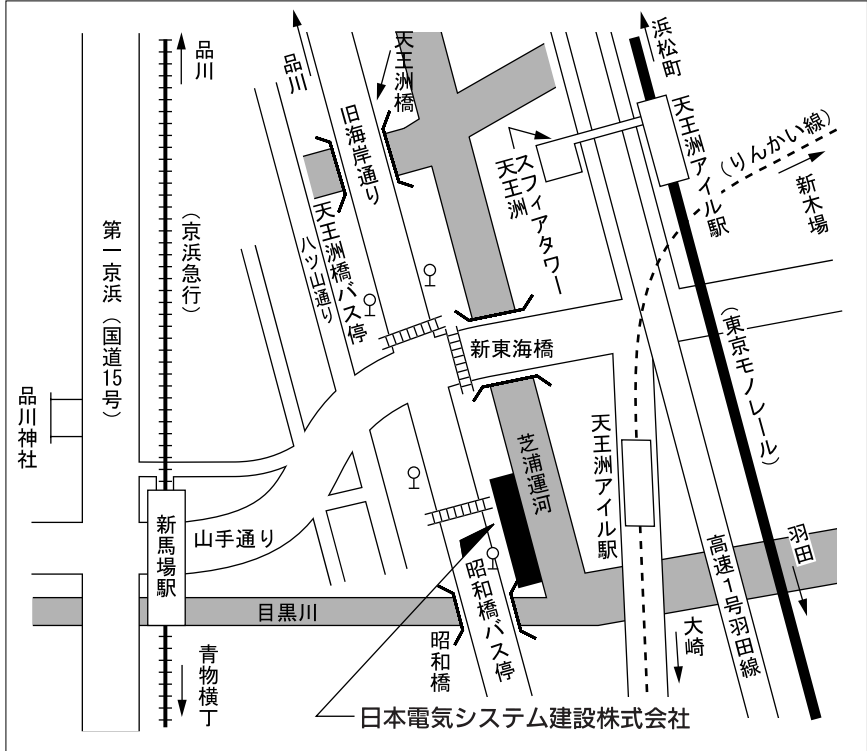 品川
品川
天王洲橋
浜松町
旧海岸通り
天王洲アイル駅
(りんかい線)
新木場
スフィアタワー
天王洲
天王洲橋バス停
八ツ山通り
第一京浜(国道15号)
(京浜急行)
新東海橋
(東京モノレール)
品川神社
芝浦運河
天王洲アイル駅
新馬場駅
山手通り
高速1号羽田線
羽田
昭和橋バス停
目黒川
昭和橋
大崎
青物横丁
日本電気システム建設株式会社